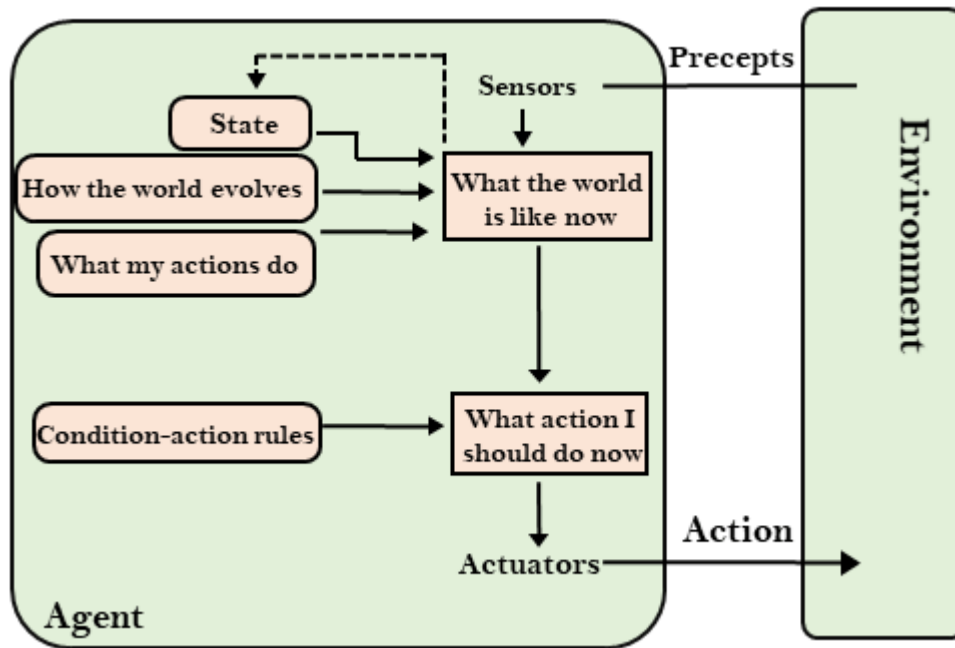 Precepts
Sensors
State
How the world evolves
What the world
is like now
What my actions do
Environment
Condition-action rules
What action I
should do now
Action
Actuators
Agent